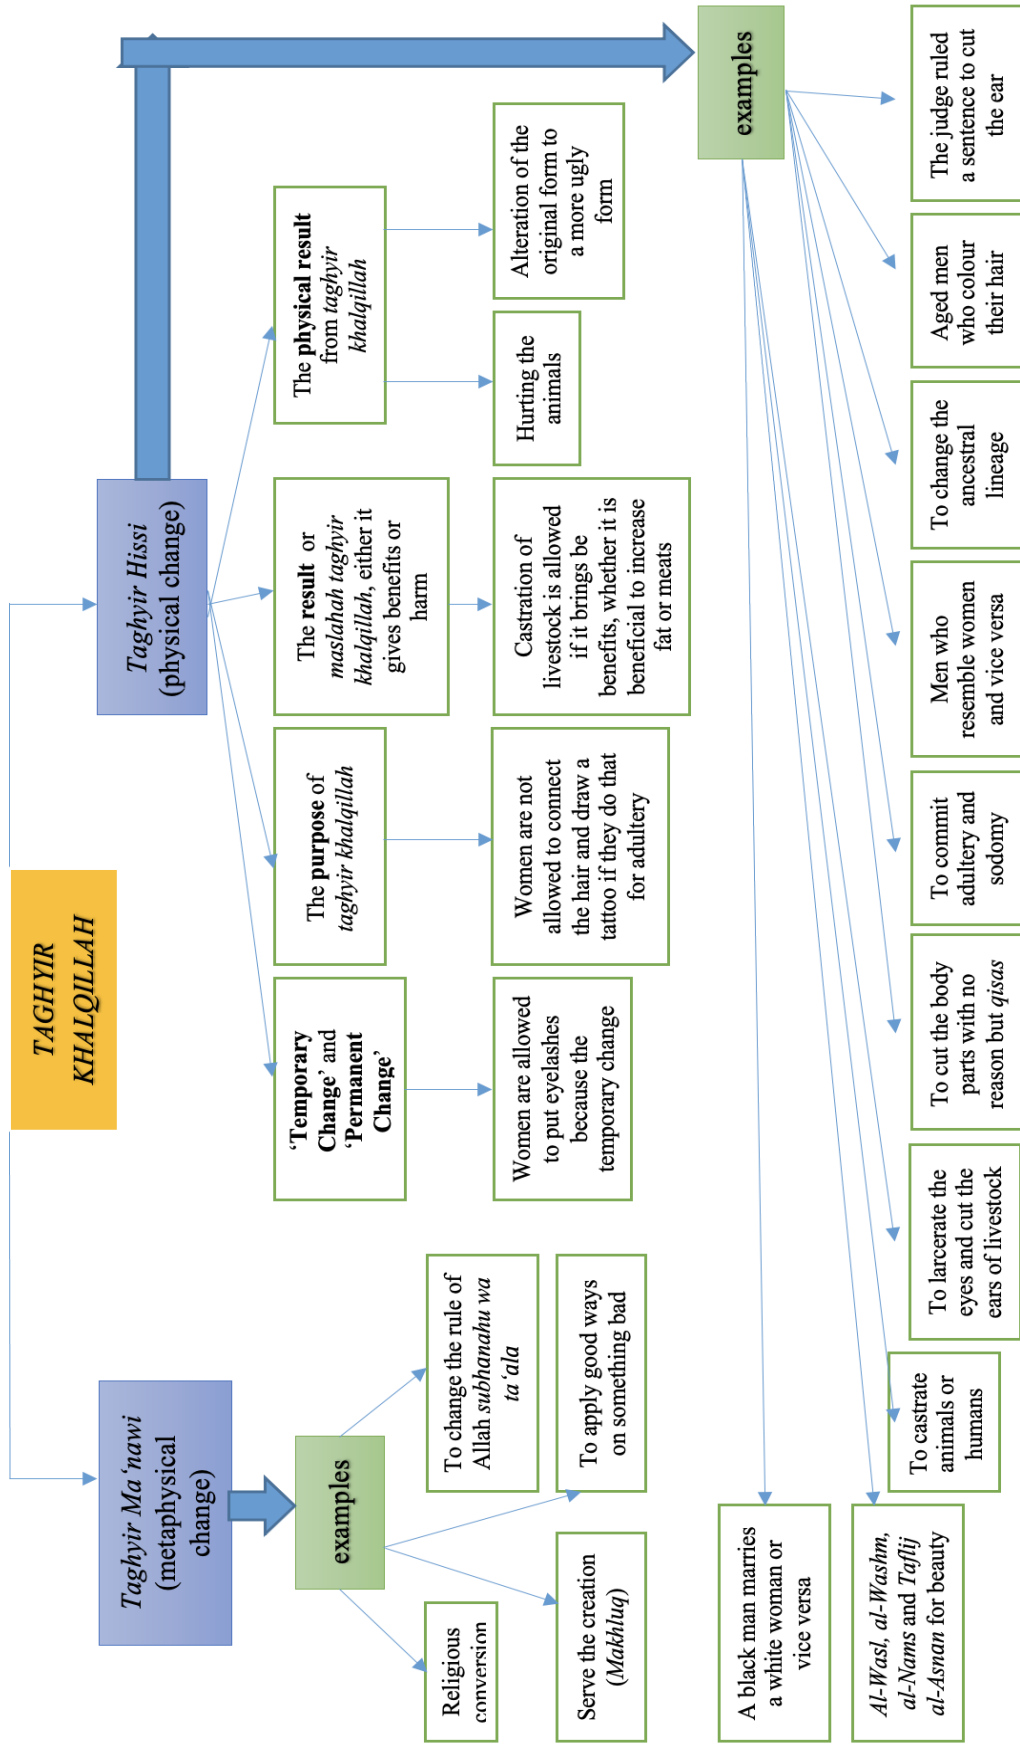 TAGHYIR
KHALQILLAH
Taghyir Ma‘nawi
(metaphysical
change)
examples
Religious
conversion
Serve the creation
(Makhluq)
To apply good ways
on something bad
To change the rule of
Allah subhanahu wa
ta‘ala
Taghyir Hissi
(physical change)
‘Temporary
Change’ and
‘Permanent
Change’
Women are allowed
to put eyelashes
because the
temporary change
The purpose of
taghyir khalqillah
Women are not
allowed to connect
the hair and draw a
tattoo if they do that
for adultery
The result or
maslahah taghyir
khalqillah, either it
gives benefits or
harm
Castration of
livestock is allowed
if it brings be
benefits, whether it is
beneficial to increase
fat or meats
The physical result
from taghyir
khalqillah
Hurting the
animals
Alteration of the
original form to
a more ugly
form
examples
A black man marries
a white woman or
vice versa
Al-Wasl, al-Washm,
al-Nams and Taflij
al-Asnan for beauty
To castrate
animals or
humans
To larcerate the
eyes and cut the
ears of livestock
To cut the body
parts with no
reason but qisas
To commit
adultery and
sodomy
Men who
resemble women
and vice versa
To change the
ancestral
lineage
Aged men
who colour
their hair
The judge ruled
a sentence to cut
the ear